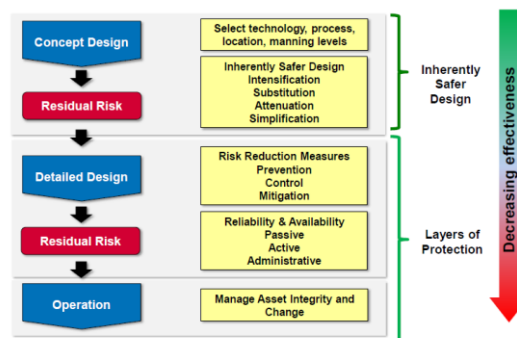 Concept Design
Select technology, process,
location, manning levels
Inherently Safer Design
Intensification
Substitution
Attenuation
Simplification
Residual Risk
Inherently
Safer
Design
Detailed Design
Risk Reduction Measures
Prevention
Control
Mitigation
Residual Risk
Reliability & Availability
Passive
Active
Administrative
Layers of
Protection
Operation
Manage Asset Integrity and
Change
Decreasing effectiveness